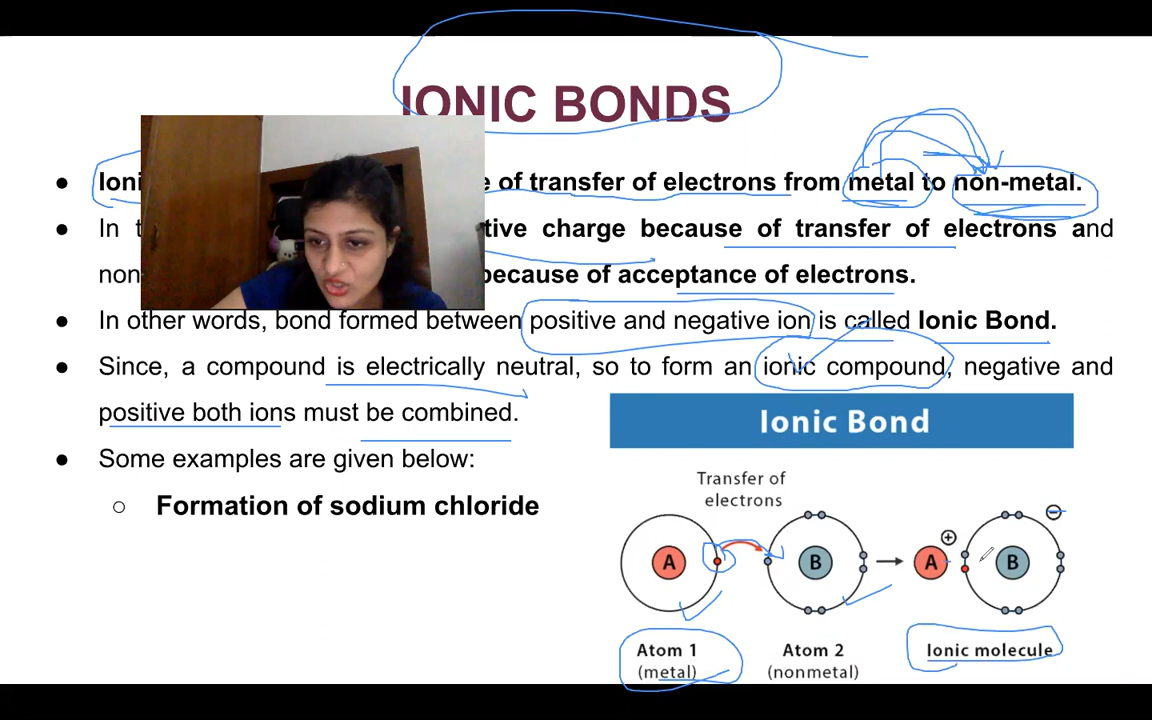 IONIC BONDS
● Ioni e of transfer of electrons from metal to non-metal.
● In t tive charge because of transfer of electrons and
non ecause of acceptance of electrons.
● In other words, bond formed between positive and negative ion is called Ionic Bond.
● Since, a compound is electrically neutral, so to form an ionic compound, negative and
positive both ions must be combined.
● Some examples are given below:
○ Formation of sodium chloride
Ionic Bond
Transfer of
electrons
A B → A + B −
Atom 1 Atom 2 Ionic molecule
(metal) (nonmetal)